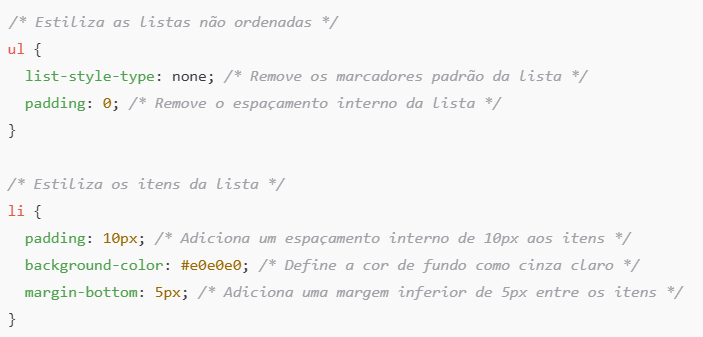 /* Estiliza as listas não ordenadas */
ul {
  list-style-type: none; /* Remove os marcadores padrão da lista */
  padding: 0; /* Remove o espaçamento interno da lista */
}

/* Estiliza os itens da lista */
li {
  padding: 10px; /* Adiciona um espaçamento interno de 10px aos itens */
  background-color: #e0e0e0; /* Define a cor de fundo como cinza claro */
  margin-bottom: 5px; /* Adiciona uma margem inferior de 5px entre os itens */
}